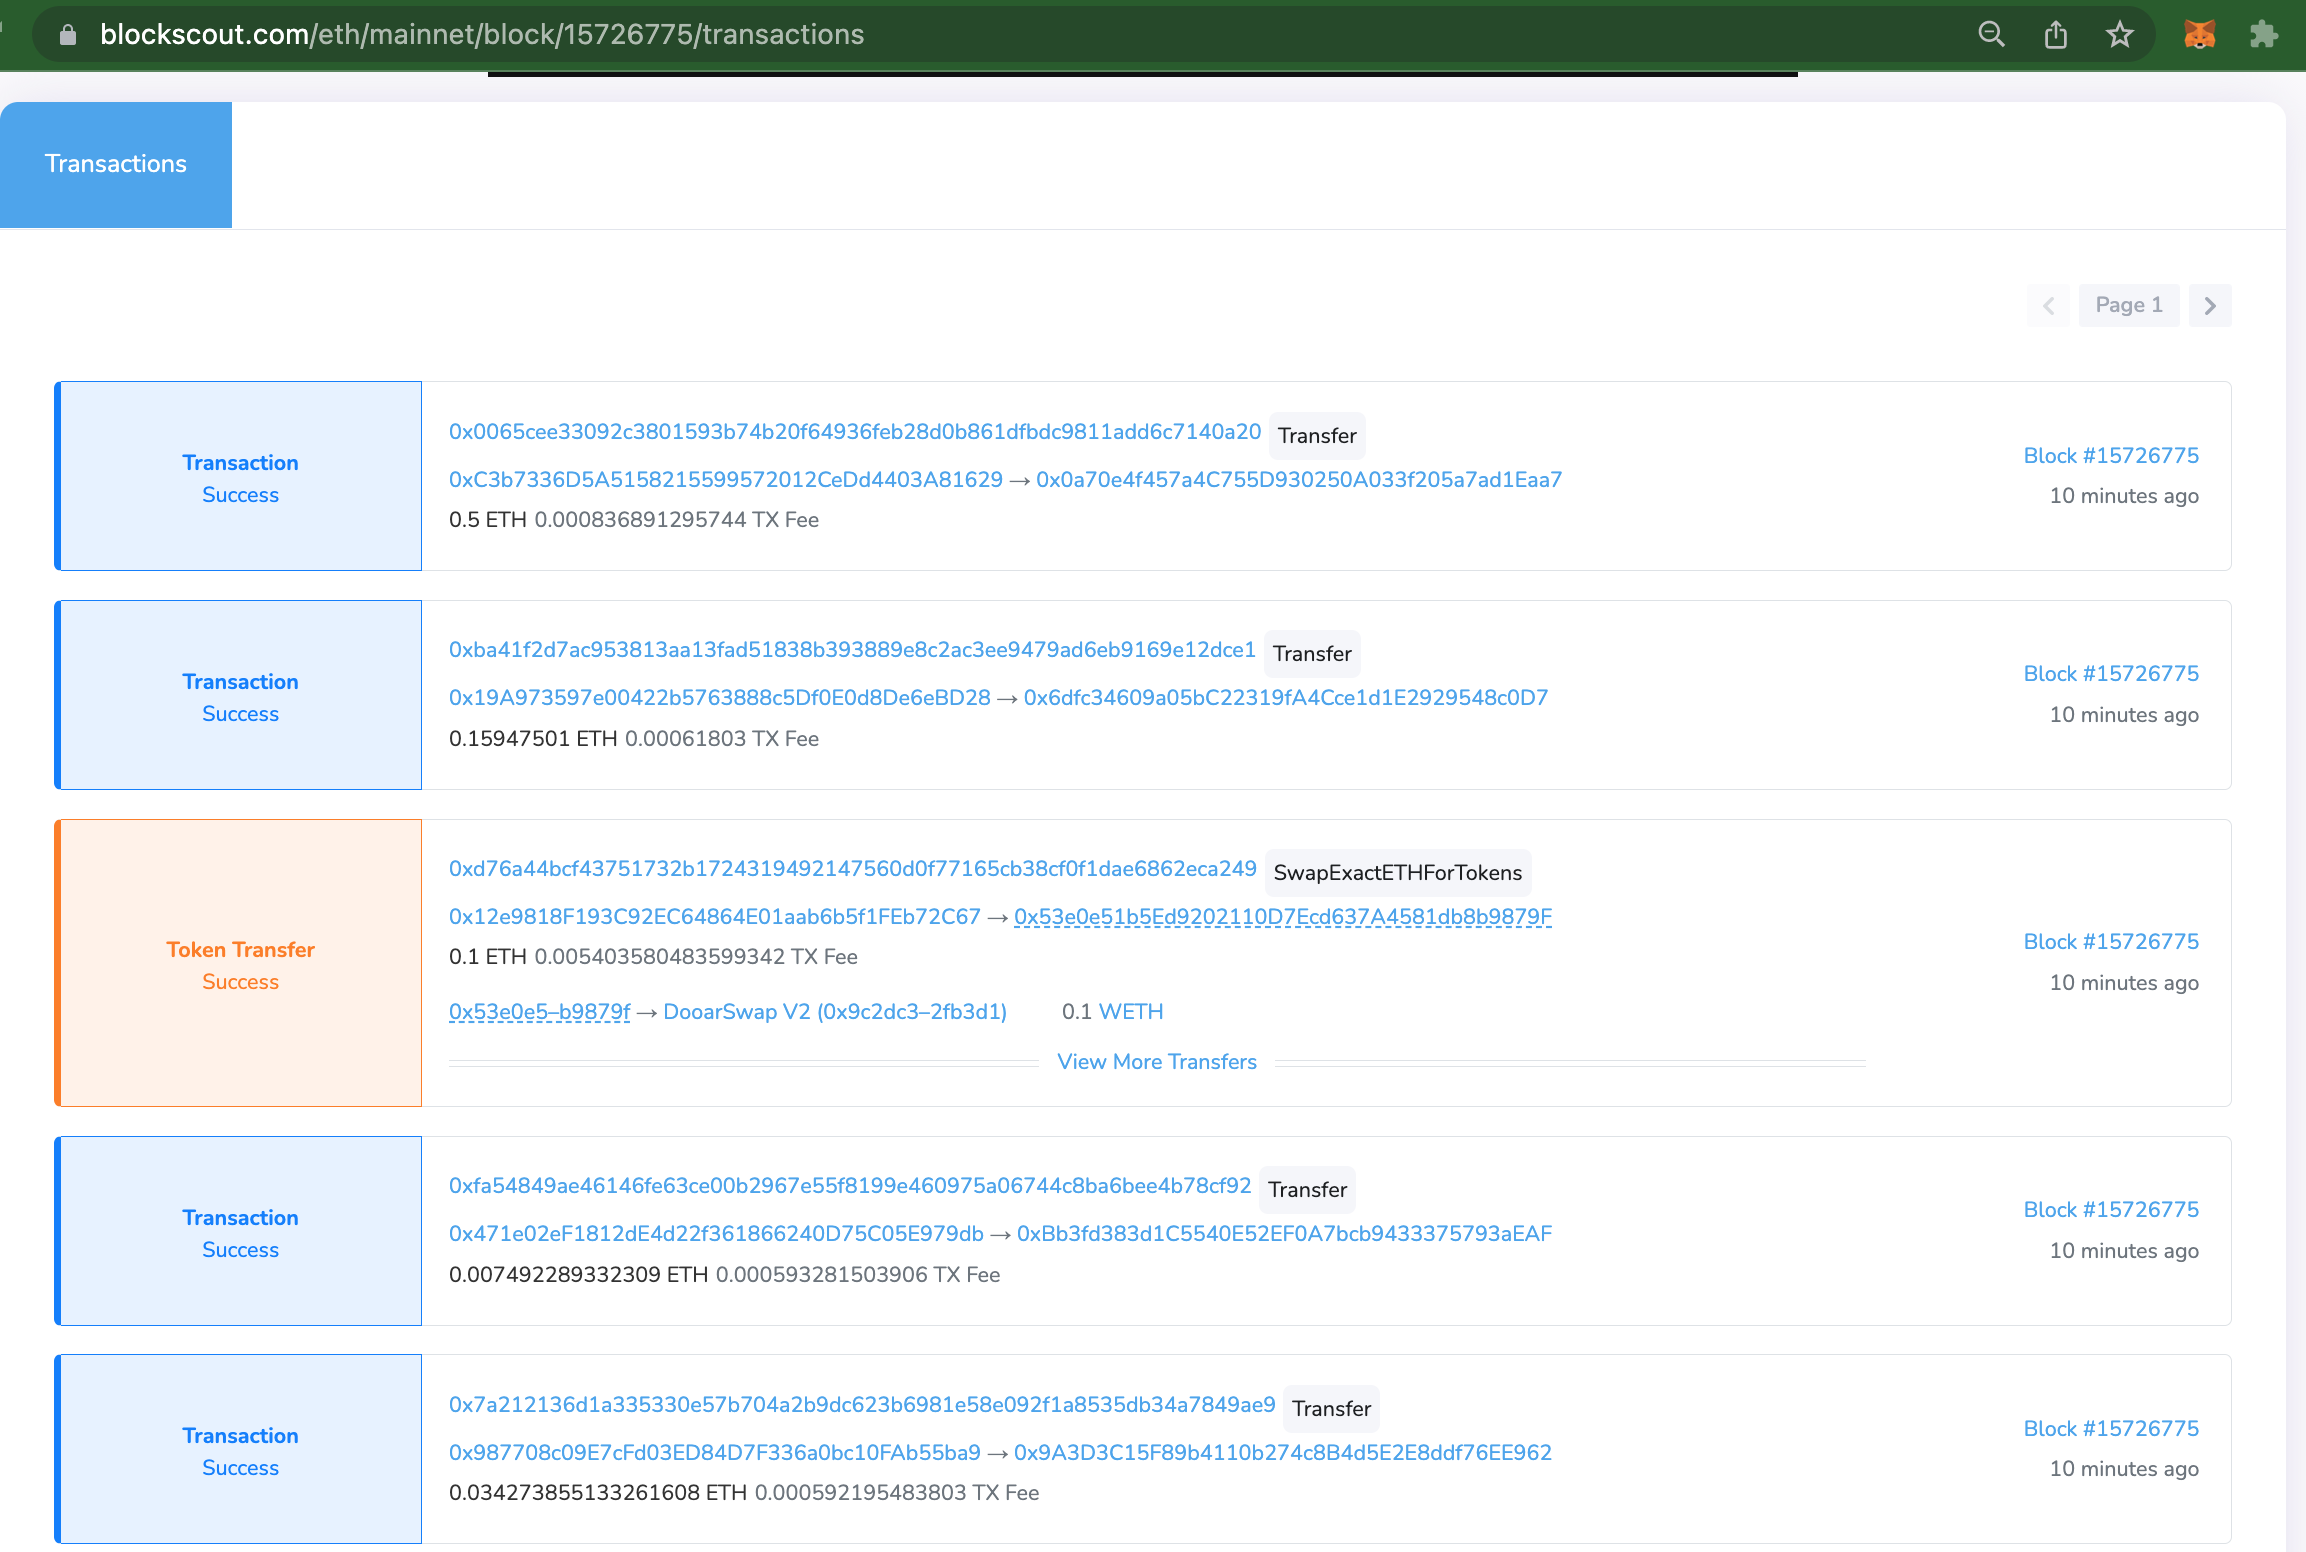 blockscout.com/eth/mainnet/block/15726775/transactions
Transactions
Page 1
Transaction
Success
0x0065cee33092c3801593b74b20f64936feb28d0b861dfbdc9811add6c7140a20 Transfer
0xC3b7336D5A5158215599572012CeDd4403A81629 → 0x0a70e4f457a4C755D930250A033f205a7ad1Eaa7
0.5 ETH 0.000836891295744 TX Fee
Block #15726775
10 minutes ago
Transaction
Success
0xba41f2d7ac953813aa13fad51838b393889e8c2ac3ee9479ad6eb9169e12dce1 Transfer
0x19A973597e00422b5763888c5Df0E0d8De6eBD28 → 0x6dfc34609a05bC22319fA4Cce1d1E2929548c0D7
0.15947501 ETH 0.00061803 TX Fee
Block #15726775
10 minutes ago
Token Transfer
Success
0xd76a44bcf43751732b1724319492147560d0f77165cb38cf0f1dae6862eca249 SwapExactETHForTokens
0x12e9818F193C92EC64864E01aab6b5f1FEb72C67 → 0x53e0e51b5Ed9202110D7Ecd637A4581db8b9879F
0.1 ETH 0.005403580483599342 TX Fee
0x53e0e5–b9879f → DooarSwap V2 (0x9c2dc3–2fb3d1) 0.1 WETH
View More Transfers
Block #15726775
10 minutes ago
Transaction
Success
0xfa54849ae46146fe63ce00b2967e55f8199e460975a06744c8ba6bee4b78cf92 Transfer
0x471e02eF1812dE4d22f361866240D75C05E979db → 0xBb3fd383d1C5540E52EF0A7bcb9433375793aEAF
0.007492289332309 ETH 0.000593281503906 TX Fee
Block #15726775
10 minutes ago
Transaction
Success
0x7a212136d1a335330e57b704a2b9dc623b6981e58e092f1a8535db34a7849ae9 Transfer
0x987708c09E7cFd03ED84D7F336a0bc10FAb55ba9 → 0x9A3D3C15F89b4110b274c8B4d5E2E8ddf76EE962
0.034273855133261608 ETH 0.000592195483803 TX Fee
Block #15726775
10 minutes ago